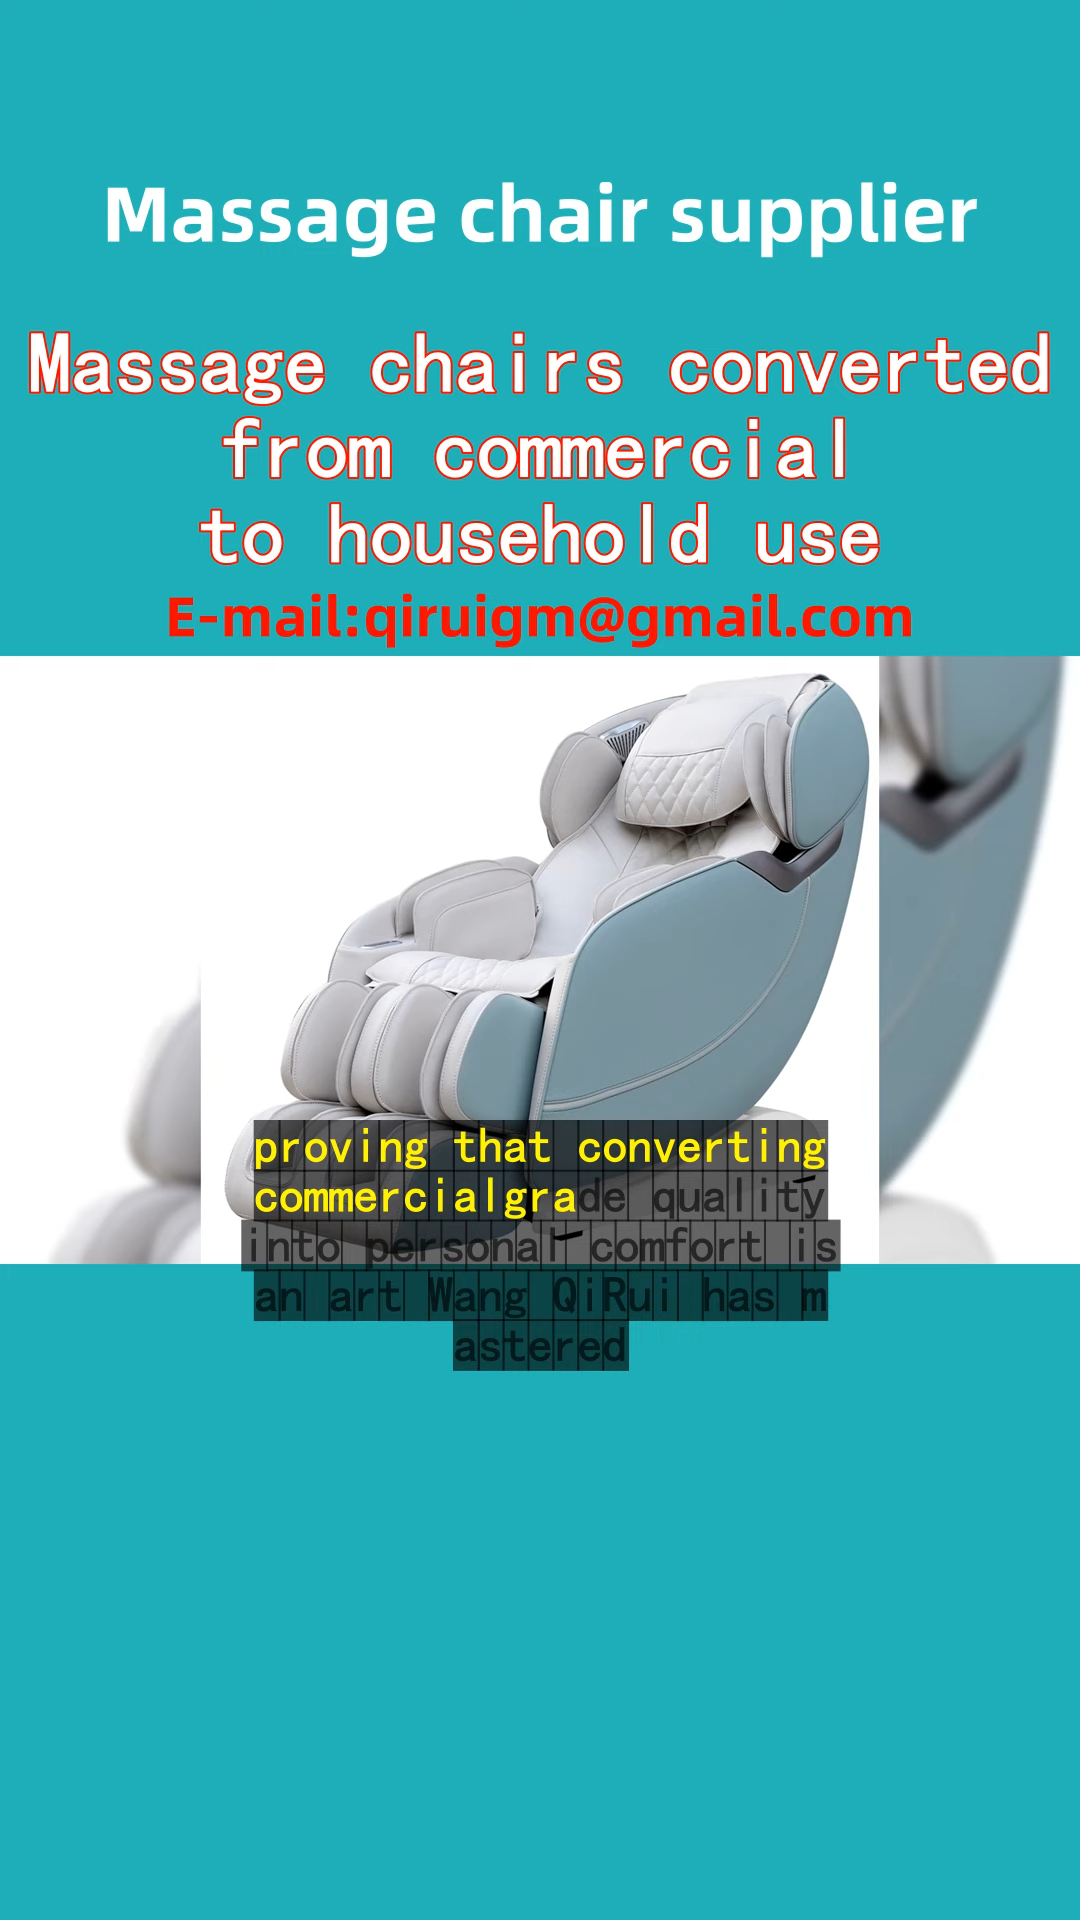 Massage chair supplier
Massage chairs converted
from commercial
to household use
E-mail:qiruigm@gmail.com
proving that converting
commercialgrade quality
into personal comfort is
an art Wang QiRui has m
astered